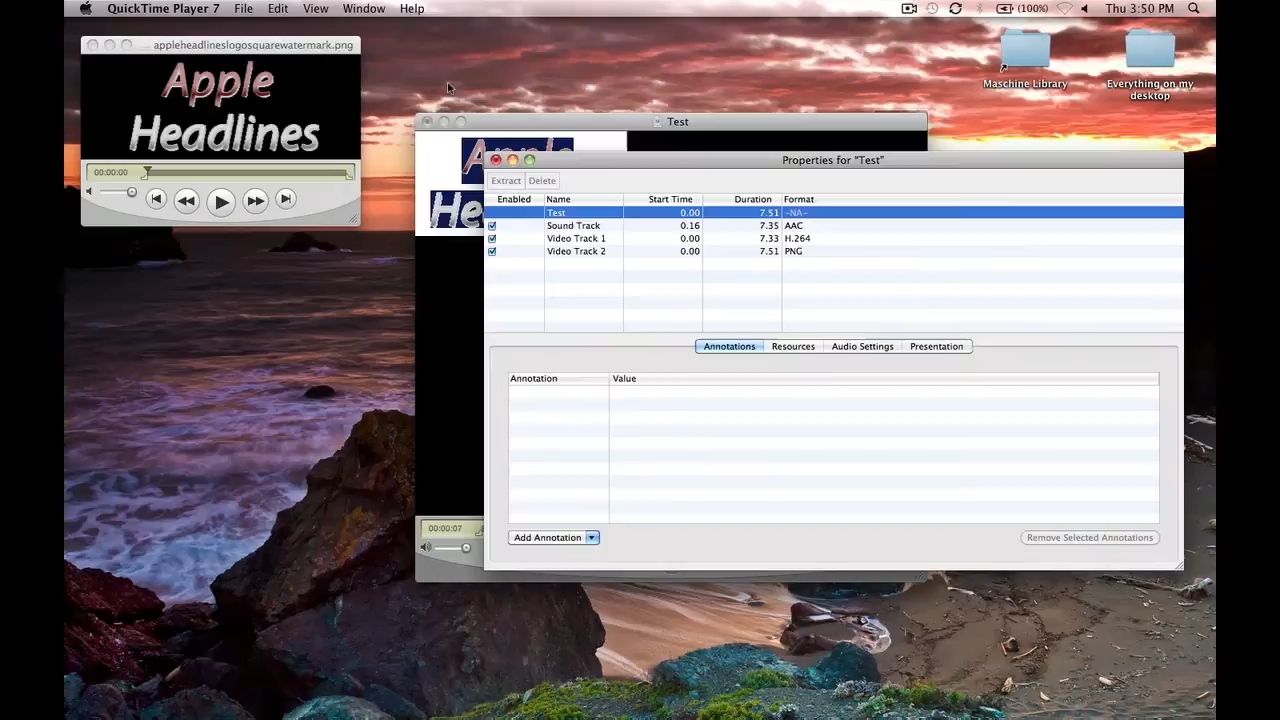 QuickTime Player 7 File Edit View Window Help (100%) Thu 3:50 PM
appleheadlineslogosquarewatermark.png
Apple
Headlines
00:00:00
Maschine Library
Everything on my
desktop
Test
Apple
He
00:00:07
Properties for "Test"
Extract Delete
Enabled Name Start Time Duration Format
Test 0.00 7.51 -NA-
Sound Track 0.16 7.35 AAC
Video Track 1 0.00 7.33 H.264
Video Track 2 0.00 7.51 PNG
Annotations Resources Audio Settings Presentation
Annotation Value
Add Annotation Remove Selected Annotations